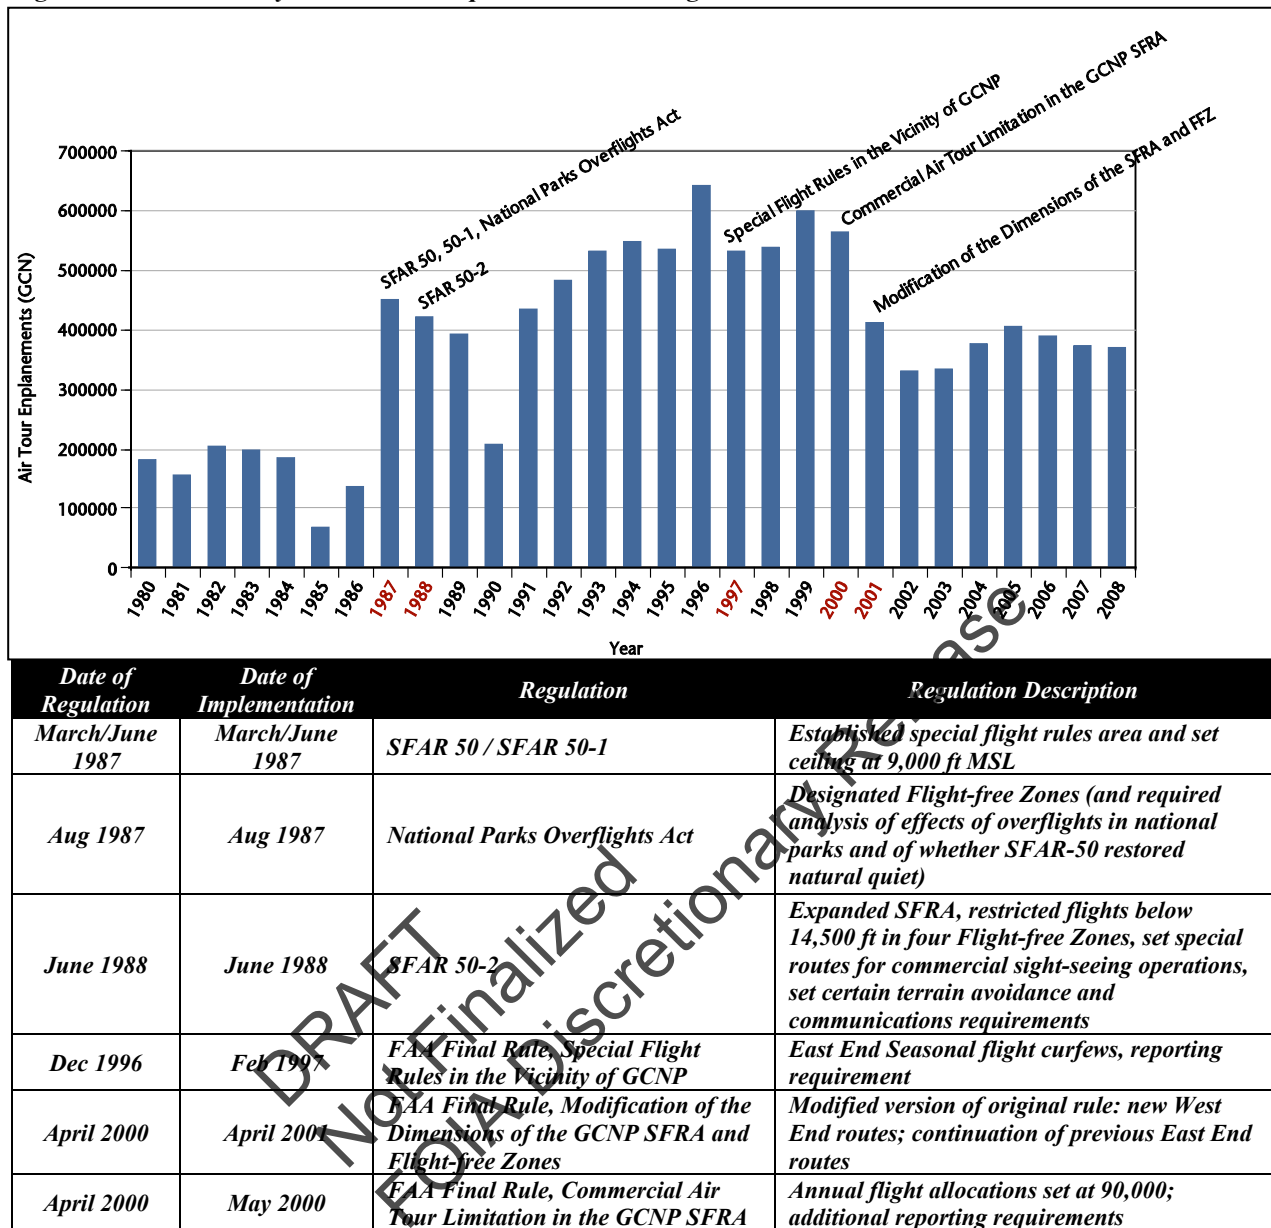 SFAR 50, 50-1, National Parks Overflights Act
SFAR 50-2
Special Flight Rules in the Vicinity of GCNP
Commercial Air Tour Limitation in the GCNP SFRA
Modification of the Dimensions of the SFRA and FFZ
Air Tour Enplanements (GCN)
700000
600000
500000
400000
300000
200000
100000
0
1980 1981 1982 1983 1984 1985 1986 1987 1988 1989 1990 1991 1992 1993 1994 1995 1996 1997 1998 1999 2000 2001 2002 2003 2004 2005 2006 2007 2008
Year
Date of Regulation
Date of Implementation
Regulation
Regulation Description
March/June
1987
March/June
1987
SFAR 50 / SFAR 50-1
Established special flight rules area and set
ceiling at 9,000 ft MSL
Aug 1987
Aug 1987
National Parks Overflights Act
Designated Flight-free Zones (and required
analysis of effects of overflights in national
parks and of whether SFAR-50 restored
natural quiet)
June 1988
June 1988
SFAR 50-2
Expanded SFRA, restricted flights below
14,500 ft in four Flight-free Zones, set special
routes for commercial sight-seeing operations,
set certain terrain avoidance and
communications requirements
Dec 1996
Feb 1997
FAA Final Rule, Special Flight
Rules in the Vicinity of GCNP
East End Seasonal flight curfews, reporting
requirement
April 2000
April 2001
FAA Final Rule, Modification of the
Dimensions of the GCNP SFRA and
Flight-free Zones
Modified version of original rule: new West
End routes; continuation of previous East End
routes
April 2000
May 2000
FAA Final Rule, Commercial Air
Tour Limitation in the GCNP SFRA
Annual flight allocations set at 90,000;
additional reporting requirements
DRAFT
Not Finalized
FOIA Discretionary Release